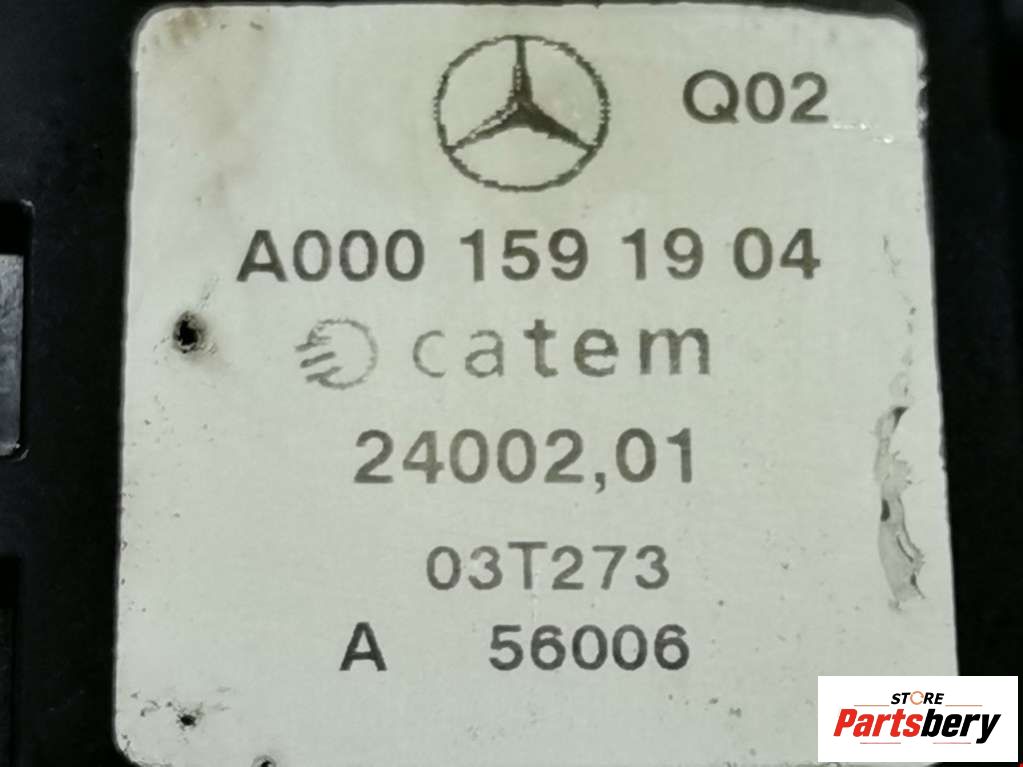 Q02
A000 159 19 04
catem
24002,01
03T273
A 56006
STORE
Partsbery